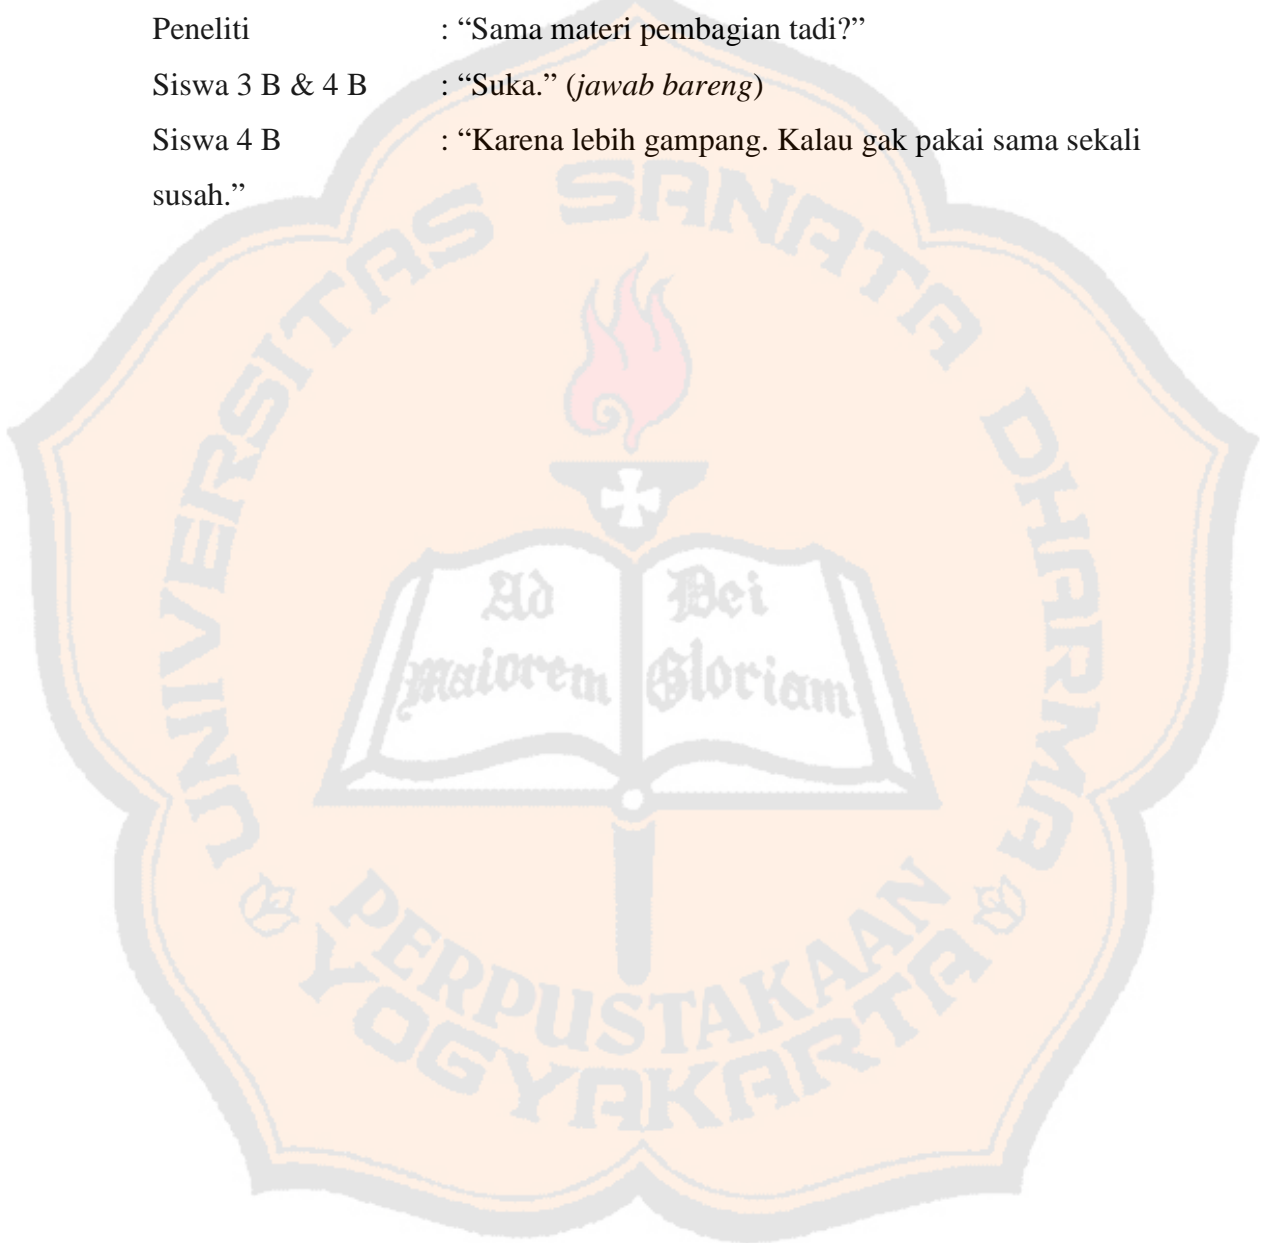 Peneliti : “Sama materi pembagian tadi?”
Siswa 3 B & 4 B : “Suka.” (jawab bareng)
Siswa 4 B : “Karena lebih gampang. Kalau gak pakai sama sekali
susah.”
UNIVERSITAS SANATA DHARMA
Ad Dei
maiorem Gloriam
PERPUSTAKAAN
YOGYAKARTA